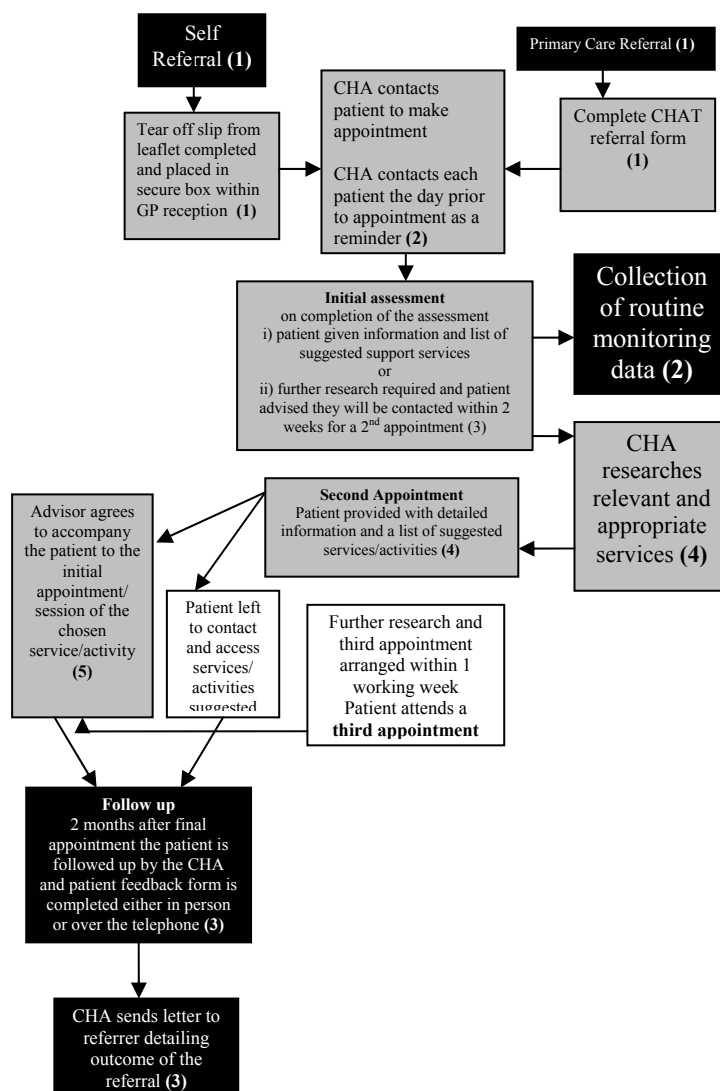 Self
Referral (1)
Primary Care Referral (1)
Tear off slip from
leaflet completed
and placed in
secure box within
GP reception (1)
CHA contacts
patient to make
appointment
CHA contacts each
patient the day prior
to appointment as a
reminder (2)
Complete CHAT
referral form
(1)
Initial assessment
on completion of the assessment
i) patient given information and list of
suggested support services
or
ii) further research required and patient
advised they will be contacted within 2
weeks for a 2nd appointment (3)
Collection
of routine
monitoring
data (2)
CHA
researches
relevant and
appropriate
services (4)
Second Appointment
Patient provided with detailed
information and a list of suggested
services/activities (4)
Advisor agrees
to accompany
the patient to the
initial
appointment/
session of the
chosen
service/activity
(5)
Patient left
to contact
and access
services/
activities
suggested
Further research and
third appointment
arranged within 1
working week
Patient attends a
third appointment
Follow up
2 months after final
appointment the patient is
followed up by the CHA
and patient feedback form is
completed either in person
or over the telephone (3)
CHA sends letter to
referrer detailing
outcome of the
referral (3)